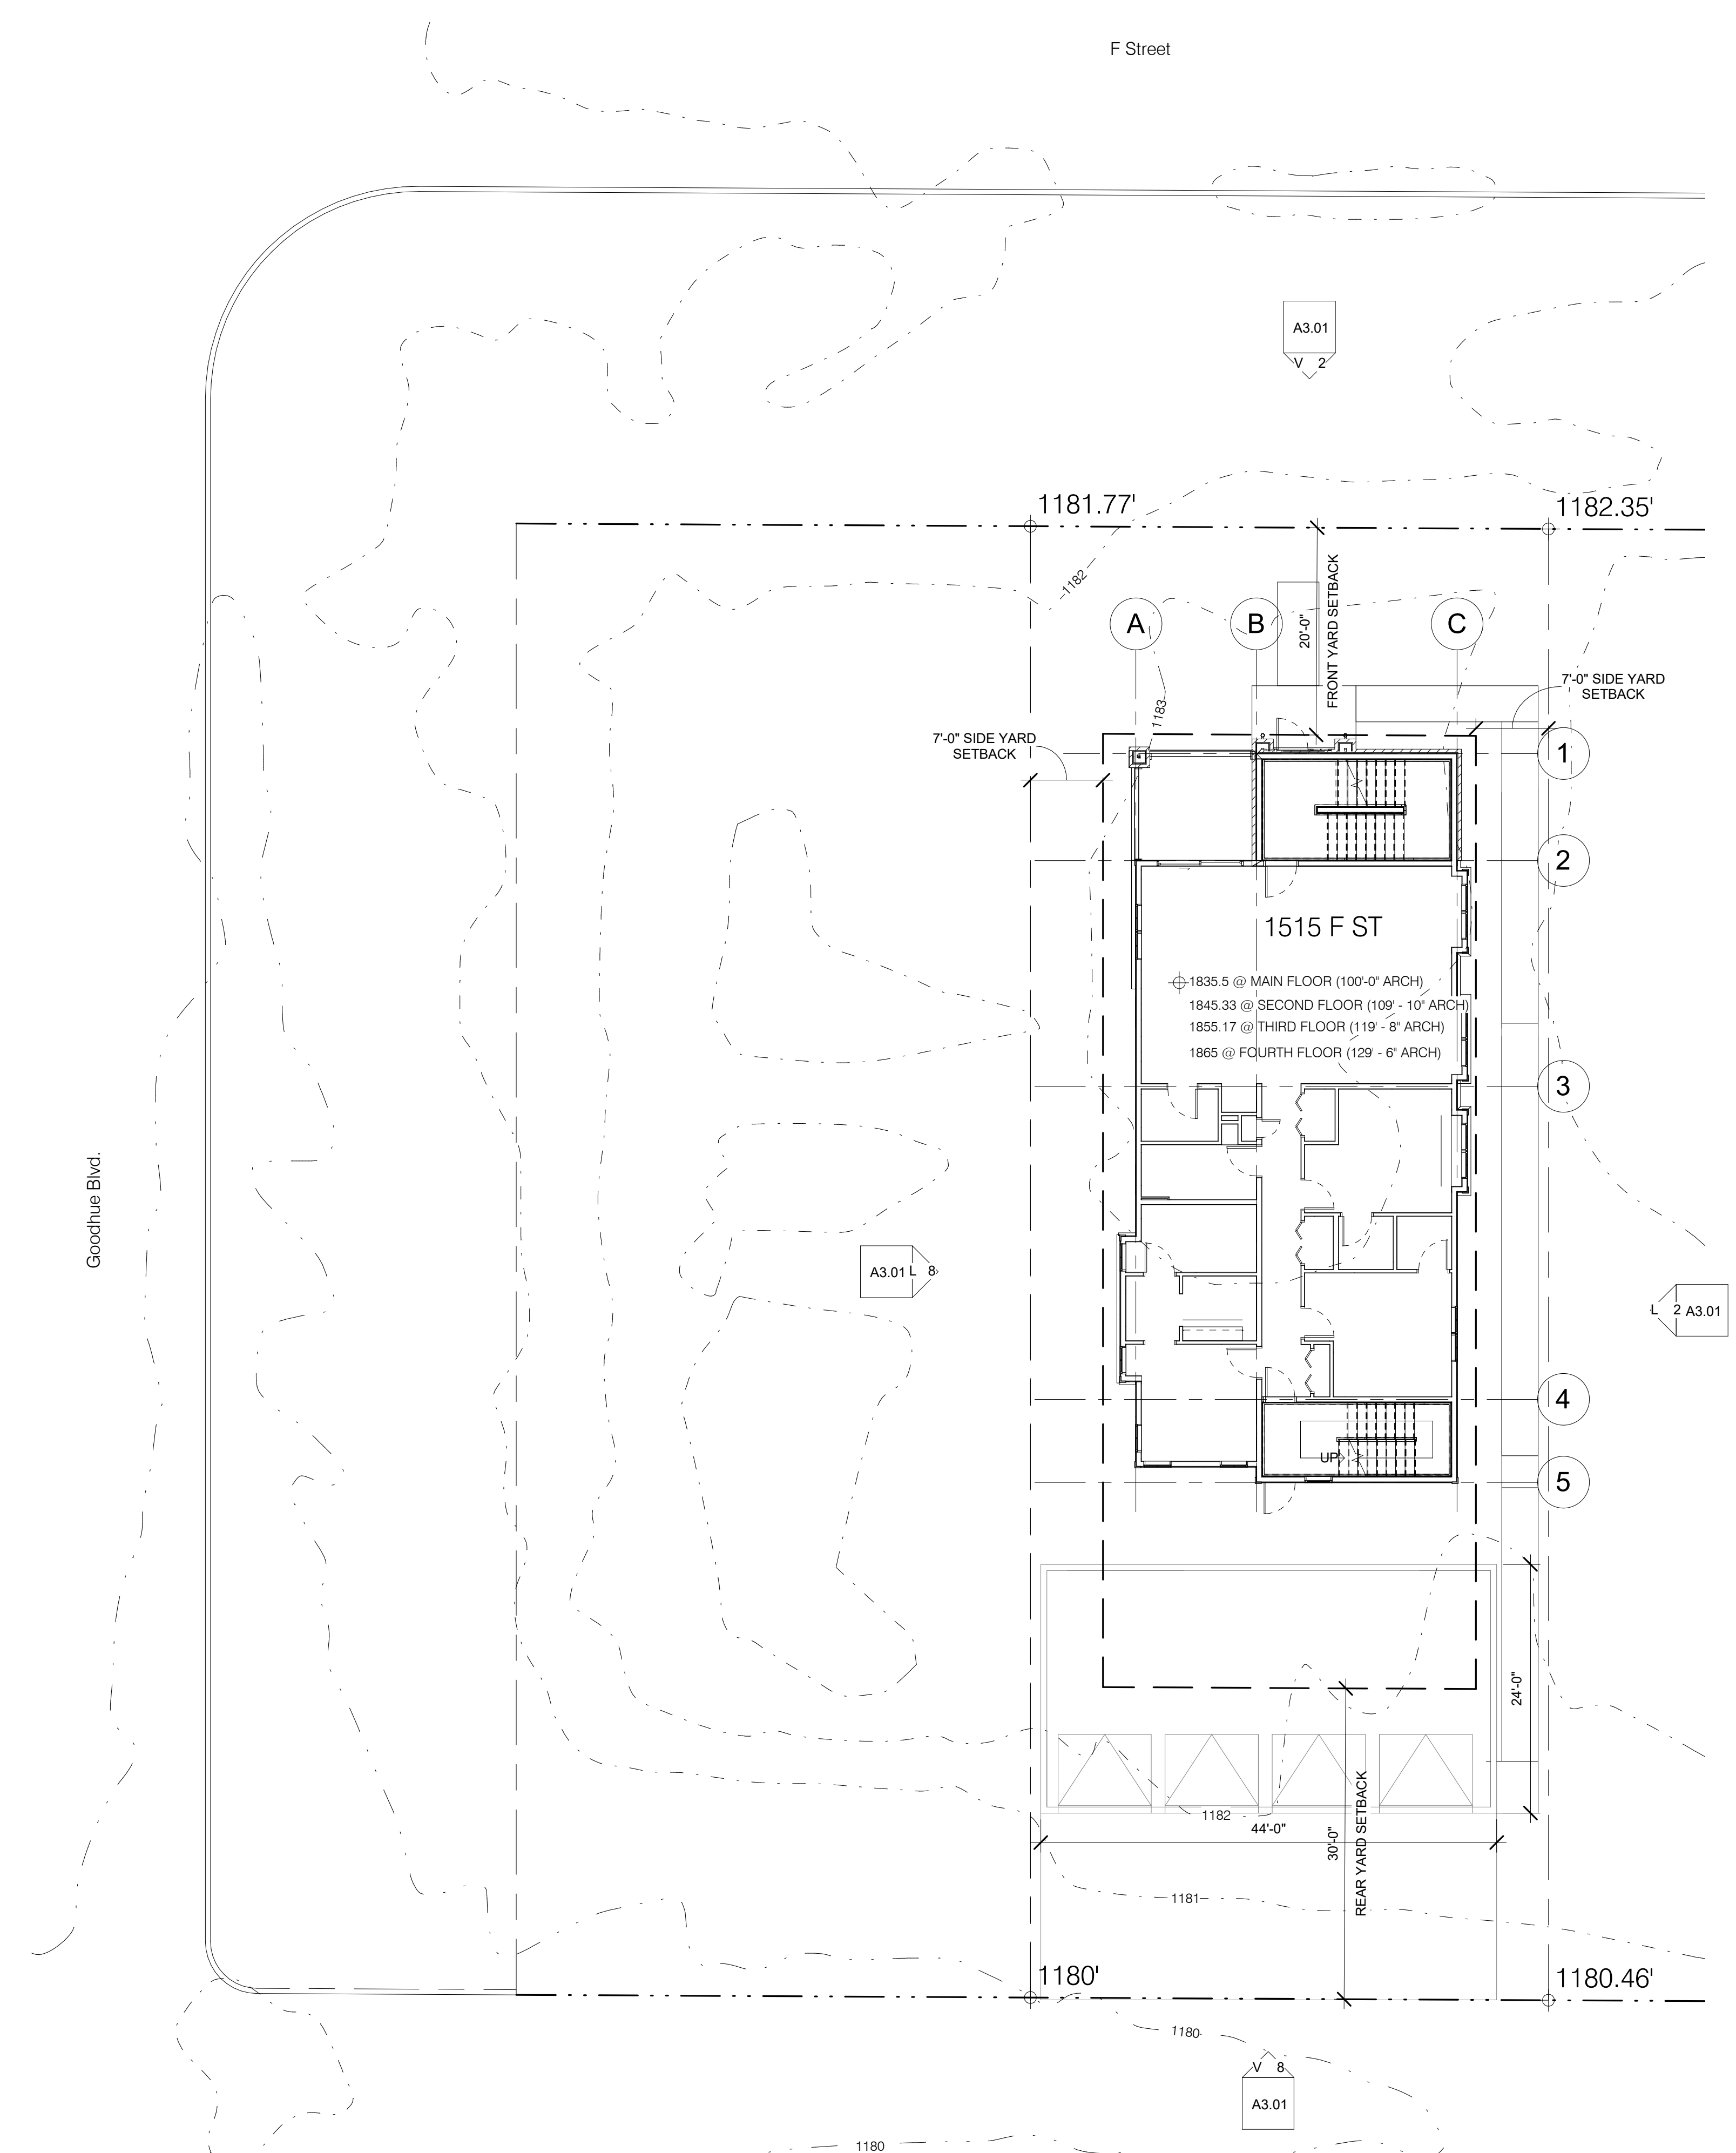 F Street
A3.01
V 2
1181.77'
1182.35'
1182
A
B
C
20'-0"
FRONT YARD SETBACK
7'-0" SIDE YARD
SETBACK
1183
7'-0" SIDE YARD
SETBACK
1
2
1515 F ST
1835.5 @ MAIN FLOOR (100'-0" ARCH)
1845.33 @ SECOND FLOOR (109' - 10" ARCH)
1855.17 @ THIRD FLOOR (119' - 8" ARCH)
1865 @ FOURTH FLOOR (129' - 6" ARCH)
3
Goodhue Blvd.
A3.01 L 8
L 2 A3.01
4
UP
5
24'-0"
1182
44'-0"
30'-0"
REAR YARD SETBACK
1181
1180'
1180.46'
1180
V 8
A3.01
1180